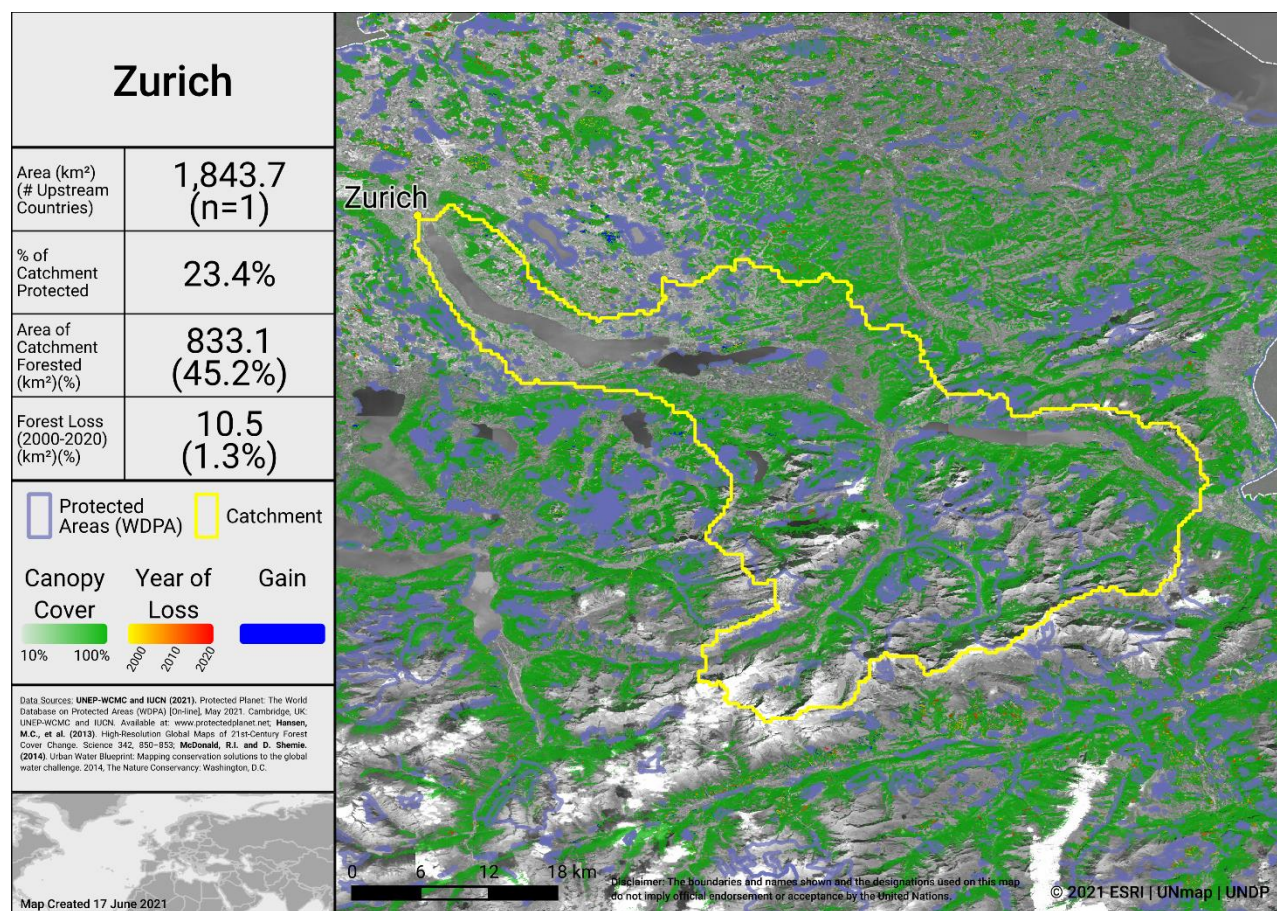 Zurich
Area (km²)
(# Upstream
Countries)
1,843.7
(n=1)
% of
Catchment
Protected
23.4%
Area of
Catchment
Forested
(km²)(%)
833.1
(45.2%)
Forest Loss
(2000-2020)
(km²)(%)
10.5
(1.3%)
Protected
Areas (WDPA)
Catchment
Canopy
Cover
10% 100%
Year of
Loss
2000 2010 2020
Gain
Data Sources: UNEP-WCMC and IUCN (2021). Protected Planet: The World
Database on Protected Areas (WDPA) [On-line], May 2021. Cambridge, UK:
UNEP-WCMC and IUCN. Available at: www.protectedplanet.net; Hansen,
M.C., et al. (2013). High-Resolution Global Maps of 21st-Century Forest
Cover Change. Science 342, 850–853; McDonald, R.I. and D. Shemie.
(2014). Urban Water Blueprint: Mapping conservation solutions to the global
water challenge. 2014, The Nature Conservancy: Washington, D.C.
Map Created 17 June 2021
Zurich
0 6 12 18 km
Disclaimer: The boundaries and names shown and the designations used on this map
do not imply official endorsement or acceptance by the United Nations.
© 2021 ESRI | UNmap | UNDP